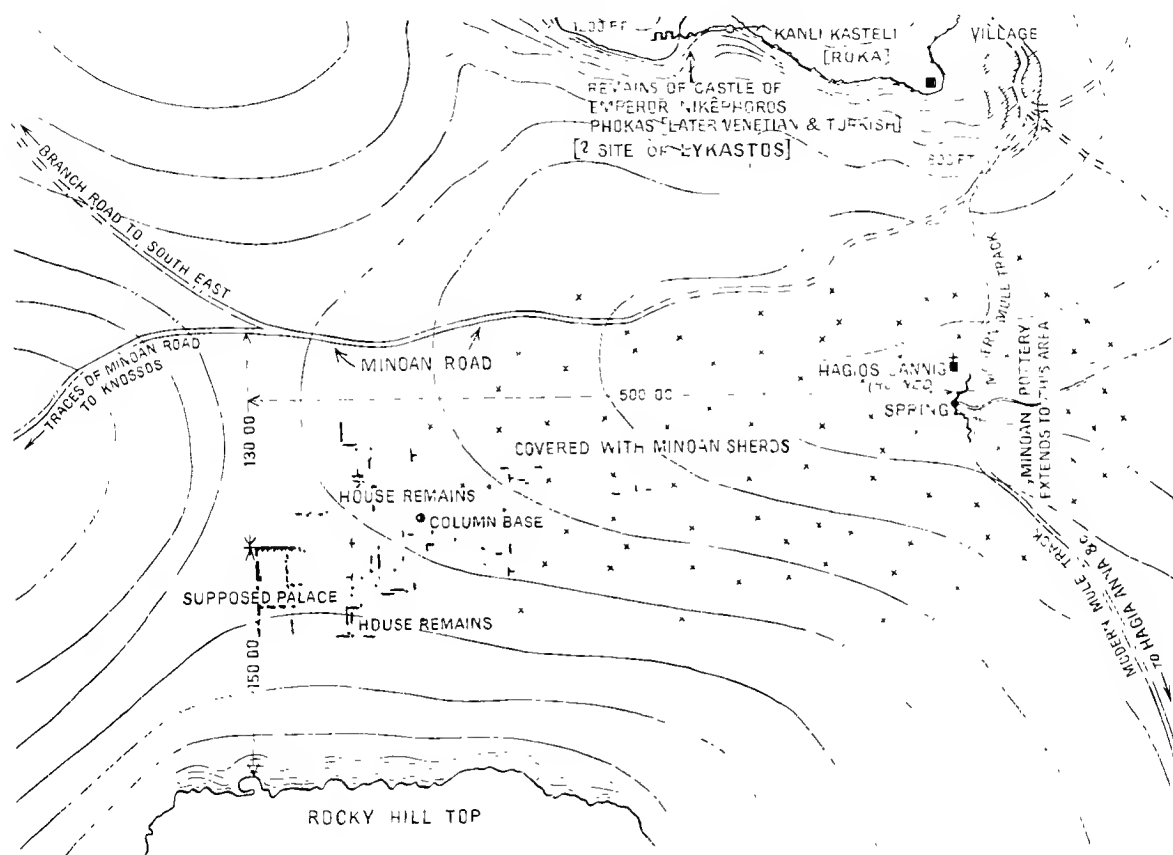 KANLI KASTELI
[ROKA]
VILLAGE
REMAINS OF CASTLE OF
EMPEROR NIKÊPHOROS
PHOKAS [LATER VENETIAN & TURKISH]
[? SITE OF LYKASTOS]
800 FT
BRANCH ROAD TO SOUTH EAST
TRACES OF MINOAN ROAD
TO KNOSSOS
MINOAN ROAD
MODERN MULE TRACK
HAGIOS
SPRING
MINOAN POTTERY
EXTENDS TO THIS AREA
500 00
130 00
COVERED WITH MINOAN SHERDS
HOUSE REMAINS
COLUMN BASE
SUPPOSED PALACE
HOUSE REMAINS
150 00
MODERN MULE TRACK
TO HAGIA ANNA &C
ROCKY HILL TOP